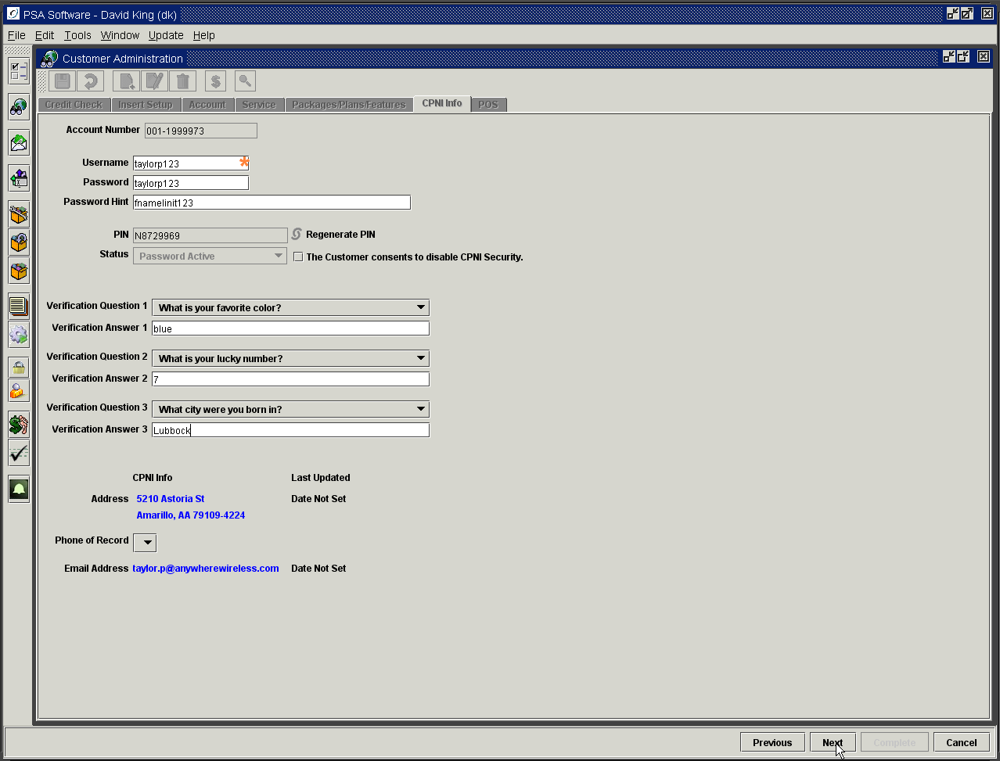 PSA Software - David King (dk)
File Edit Tools Window Update Help
Customer Administration
Credit Check Insert Setup Account Service Packages/Plans/Features CPNI Info POS
Account Number 001-1999973
Username taylorp123
Password taylorp123
Password Hint fnamelinit123
PIN N8729969 Regenerate PIN
Status Password Active The Customer consents to disable CPNI Security.
Verification Question 1 What is your favorite color?
Verification Answer 1 blue
Verification Question 2 What is your lucky number?
Verification Answer 2 7
Verification Question 3 What city were you born in?
Verification Answer 3 Lubbock
CPNI Info Last Updated
Address 5210 Astoria St Date Not Set
Amarillo, AA 79109-4224
Phone of Record
Email Address taylor.p@anywherewireless.com Date Not Set
Previous Next Complete Cancel